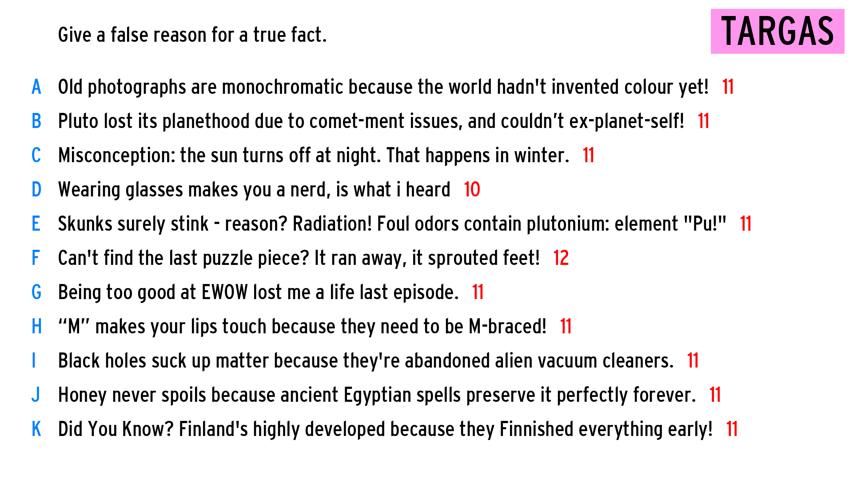 Give a false reason for a true fact.
TARGAS
A Old photographs are monochromatic because the world hadn't invented colour yet! 11
B Pluto lost its planethood due to comet-ment issues, and couldn’t ex-planet-self! 11
C Misconception: the sun turns off at night. That happens in winter. 11
D Wearing glasses makes you a nerd, is what i heard 10
E Skunks surely stink - reason? Radiation! Foul odors contain plutonium: element "Pu!" 11
F Can't find the last puzzle piece? It ran away, it sprouted feet! 12
G Being too good at EWOW lost me a life last episode. 11
H “M” makes your lips touch because they need to be M-braced! 11
I Black holes suck up matter because they're abandoned alien vacuum cleaners. 11
J Honey never spoils because ancient Egyptian spells preserve it perfectly forever. 11
K Did You Know? Finland's highly developed because they Finnished everything early! 11